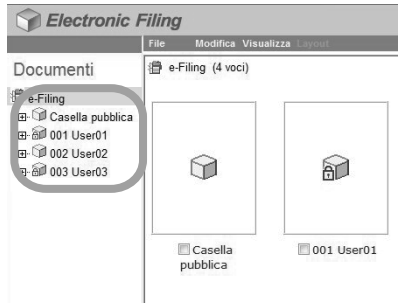 Electronic Filing
File Modifica Visualizza Layout
Documenti
e-Filing
Casella pubblica
001 User01
002 User02
003 User03
e-Filing (4 voci)
Casella
pubblica
001 User01